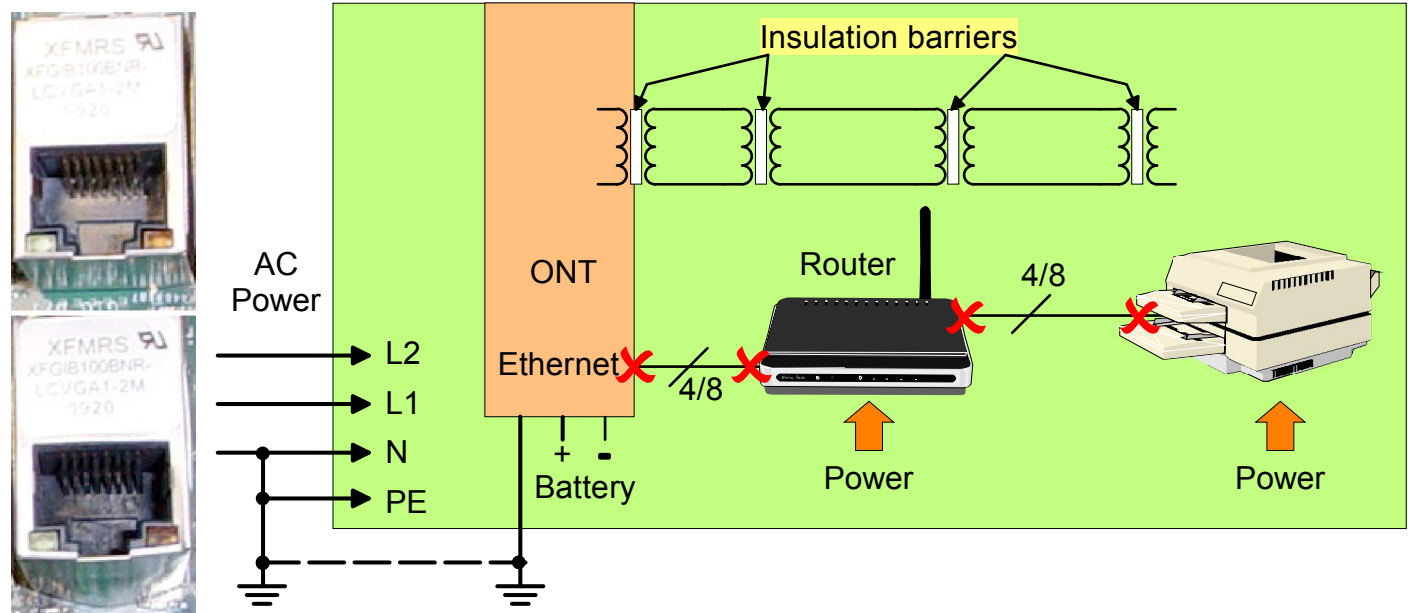 XFMRS
XFGIB100BNR-
LCVGA1-2M
0920
XFMRS
XFGIB100BNR-
LCVGA1-2M
0920
Insulation barriers
AC
Power
ONT
Router
4/8
Ethernet
4/8
L2
L1
N
PE
+ -
Battery
Power
Power